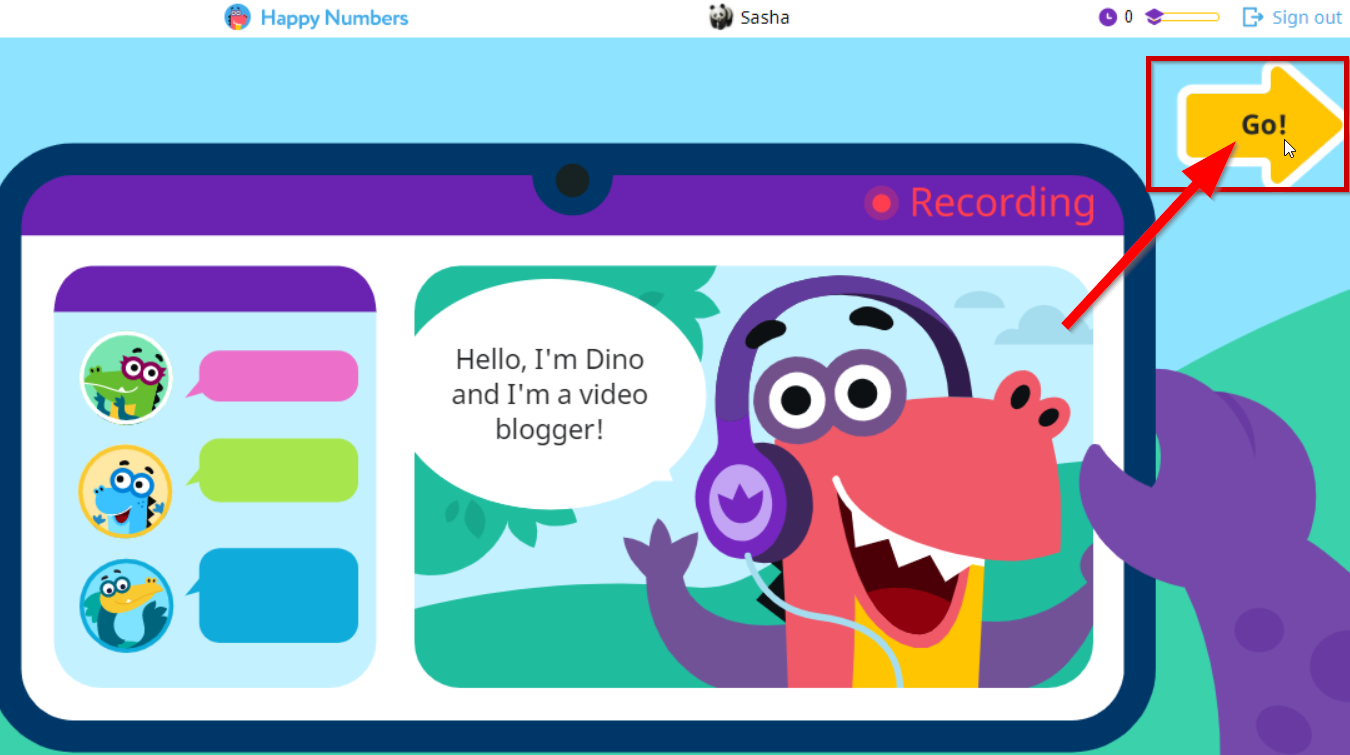 Happy Numbers
Sasha
0
Sign out
Go!
Recording
Hello, I'm Dino
and I'm a video
blogger!